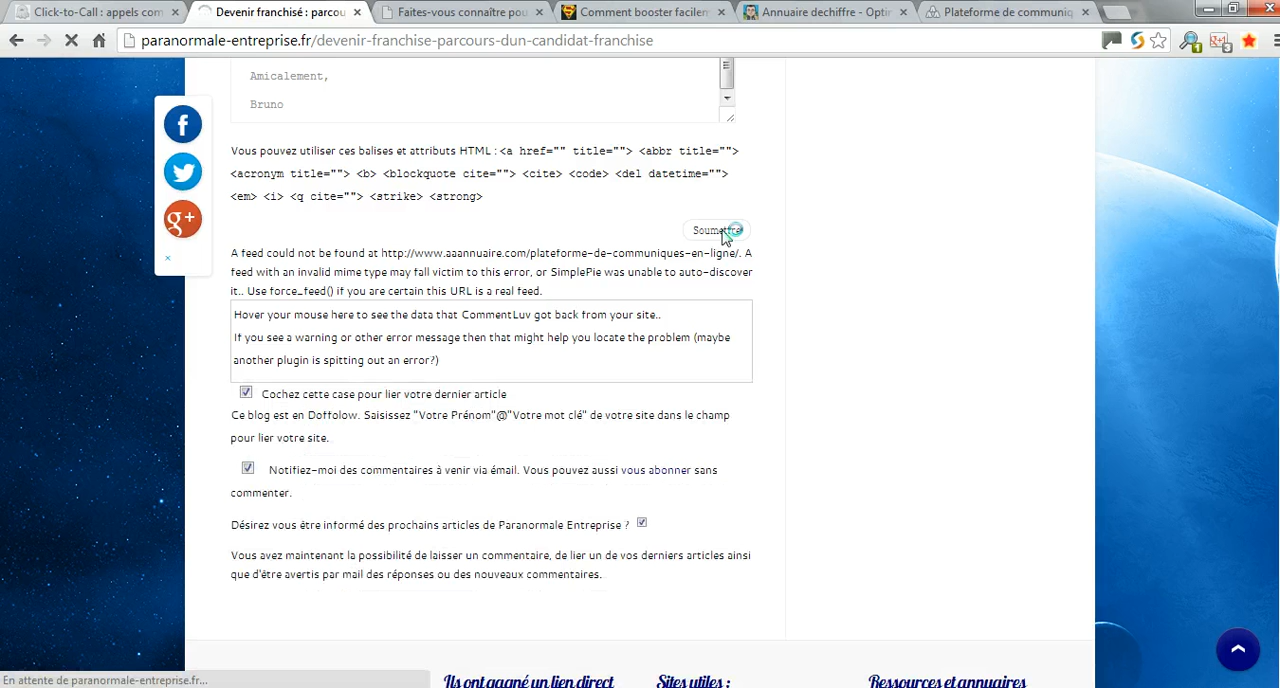 Click-to-Call : appels com
Devenir franchisé : parcou
Faites-vous connaître pou
Comment booster facilem
Annuaire dechiffre - Optim
Plateforme de communiq
paranormale-entreprise.fr/devenir-franchise-parcours-dun-candidat-franchise
Amicalement,
Bruno
Vous pouvez utiliser ces balises et attributs HTML : <a href="" title=""> <abbr title="">
<acronym title=""> <b> <blockquote cite=""> <cite> <code> <del datetime="">
<em> <i> <q cite=""> <strike> <strong>
Soumettre
A feed could not be found at http://www.aaannuaire.com/plateforme-de-communiques-en-ligne/. A
feed with an invalid mime type may fall victim to this error, or SimplePie was unable to auto-discover
it.. Use force_feed() if you are certain this URL is a real feed.
Hover your mouse here to see the data that CommentLuv got back from your site..
If you see a warning or other error message then that might help you locate the problem (maybe
another plugin is spitting out an error?)
Cochez cette case pour lier votre dernier article
Ce blog est en Doffolow. Saisissez "Votre Prénom"@"Votre mot clé" de votre site dans le champ
pour lier votre site.
Notifiez-moi des commentaires à venir via émail. Vous pouvez aussi vous abonner sans
commenter.
Désirez vous être informé des prochains articles de Paranormale Entreprise ?
Vous avez maintenant la possibilité de laisser un commentaire, de lier un de vos derniers articles ainsi
que d'être avertis par mail des réponses ou des nouveaux commentaires.
En attente de paranormale-entreprise.fr...
Ils ont gagné un lien direct
Sites utiles :
Ressources et annuaires